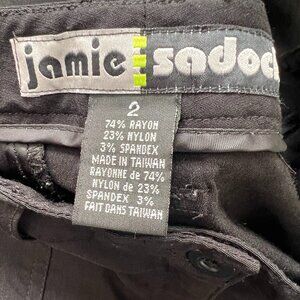 jamie sadock
2
74% RAYON
23% NYLON
3% SPANDEX
MADE IN TAIWAN
RAYONNE de 74%
NYLON de 23%
SPANDEX 3%
FAIT DANS TAIWAN